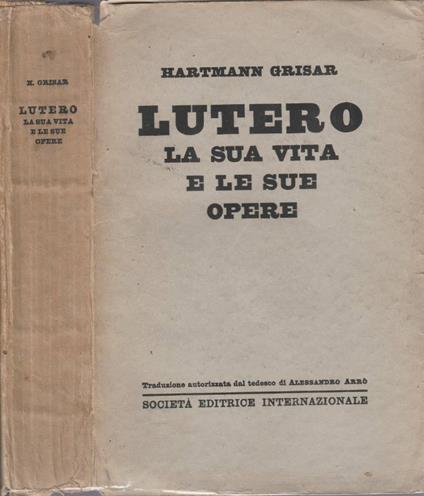 H. GRISAR
LUTERO
LA SUA VITA
E LE SUE
OPERE
HARTMANN GRISAR
LUTERO
LA SUA VITA
E LE SUE
OPERE
Traduzione autorizzata dal tedesco di ALESSANDRO ARRÒ
SOCIETÀ EDITRICE INTERNAZIONALE